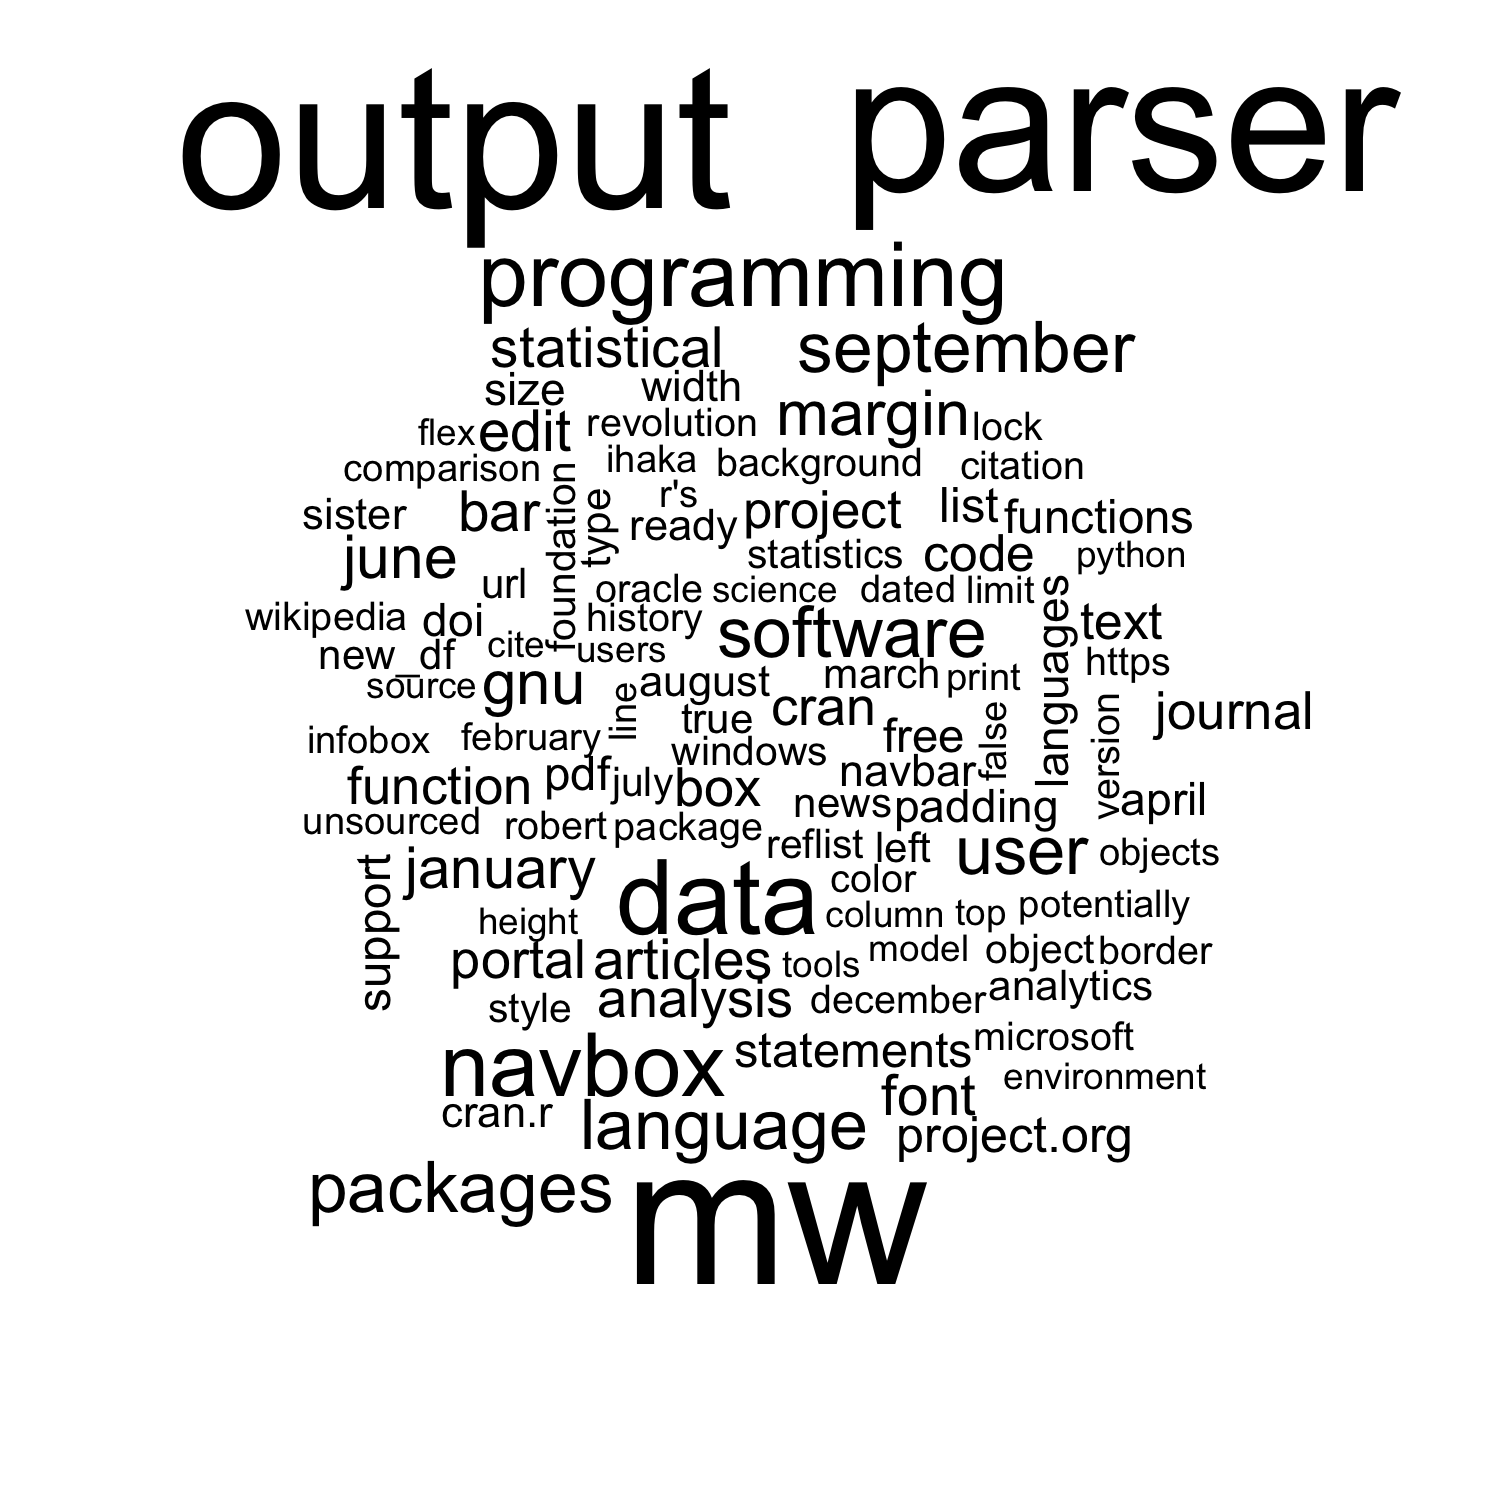 output parser
programming
statistical september
size width
flex edit revolution margin lock
comparison ihaka background citation
sister bar foundation type r's ready project list functions
june statistics code python
url oracle science dated limit
wikipedia doi history software languages text
new_df cite users https
source gnu line august march print
true cran false version journal
infobox february windows free
function pdf july box navbar
news padding april
unsourced robert package reflist left user objects
support january data color
height column top potentially
portal articles tools model object border
style analysis december analytics
navbox statements microsoft
cran.r language font environment
project.org
packages mw